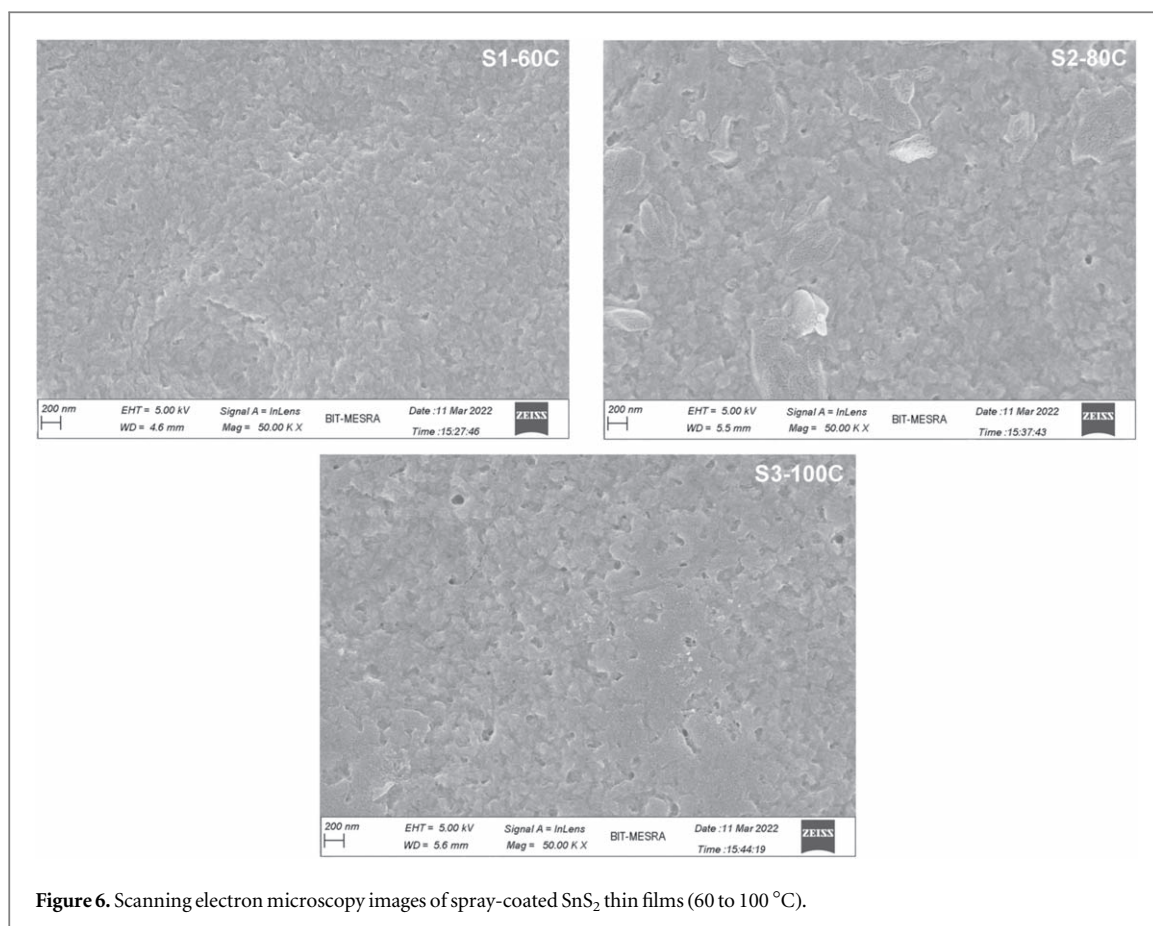 S1-60C
200 nm
EHT = 5.00 kV
Signal A = InLens
Date :11 Mar 2022
WD = 4.6 mm
Mag = 50.00 K X
BIT-MESRA
Time :15:27:46
ZEISS
S2-80C
200 nm
EHT = 5.00 kV
Signal A = InLens
Date :11 Mar 2022
WD = 5.5 mm
Mag = 50.00 K X
BIT-MESRA
Time :15:37:43
ZEISS
S3-100C
200 nm
EHT = 5.00 kV
Signal A = InLens
Date :11 Mar 2022
WD = 5.6 mm
Mag = 50.00 K X
BIT-MESRA
Time :15:44:19
ZEISS
Figure 6. Scanning electron microscopy images of spray-coated SnS₂ thin films (60 to 100 °C).